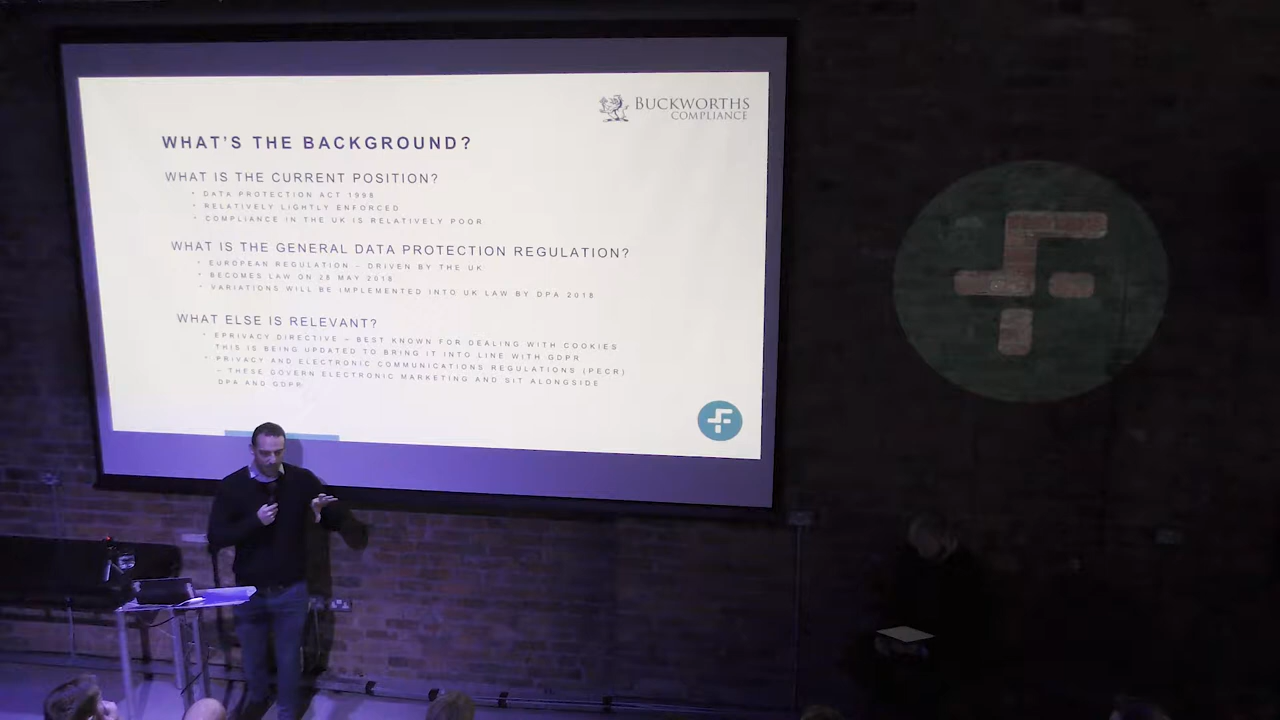 BUCKWORTHS
COMPLIANCE
WHAT'S THE BACKGROUND?
WHAT IS THE CURRENT POSITION?
• DATA PROTECTION ACT 1998
• RELATIVELY LIGHTLY ENFORCED
• COMPLIANCE IN THE UK IS RELATIVELY POOR
WHAT IS THE GENERAL DATA PROTECTION REGULATION?
• EUROPEAN REGULATION – DRIVEN BY THE UK
• BECOMES LAW ON 28 MAY 2018
• VARIATIONS WILL BE IMPLEMENTED INTO UK LAW BY DPA 2018
WHAT ELSE IS RELEVANT?
• EPRIVACY DIRECTIVE – BEST KNOWN FOR DEALING WITH COOKIES
THIS IS BEING UPDATED TO BRING IT INTO LINE WITH GDPR
• PRIVACY AND ELECTRONIC COMMUNICATIONS REGULATIONS (PECR)
– THESE GOVERN ELECTRONIC MARKETING AND SIT ALONGSIDE
DPA AND GDPR